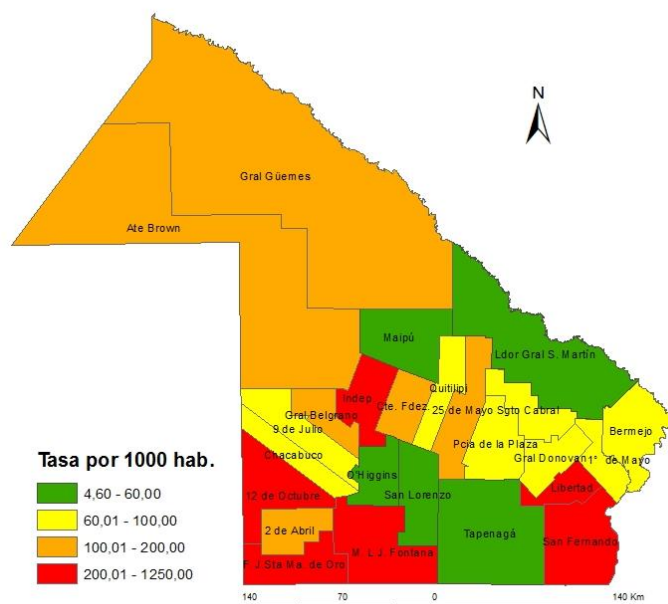 N
Gral Güemes
Ate Brown
Maipú
Ldor Gral S. Martín
Quitilipi
Indep.
Cte. Fdez.
25 de Mayo
Sgto Cabral
Gral Belgrano
9 de Julio
Bermejo
Pcia de la Plaza
Gral Donovan
1° de Mayo
Chacabuco
O'Higgins
San Lorenzo
Libertad
12 de Octubre
2 de Abril
Tapenagá
San Fernando
M. L.J. Fontana
F. J.Sta Ma. de Oro
Tasa por 1000 hab.
4,60 - 60,00
60,01 - 100,00
100,01 - 200,00
200,01 - 1250,00
140 70 0 140 Km